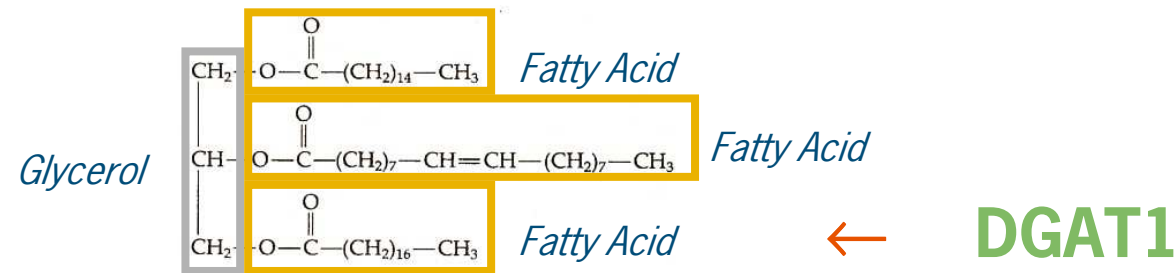 O
CH₂-O—C—(CH₂)₁₄—CH₃ Fatty Acid
O
CH-O—C—(CH₂)₇—CH=CH—(CH₂)₇—CH₃ Fatty Acid
Glycerol
O
CH₂-O—C—(CH₂)₁₆—CH₃ Fatty Acid ← DGAT1